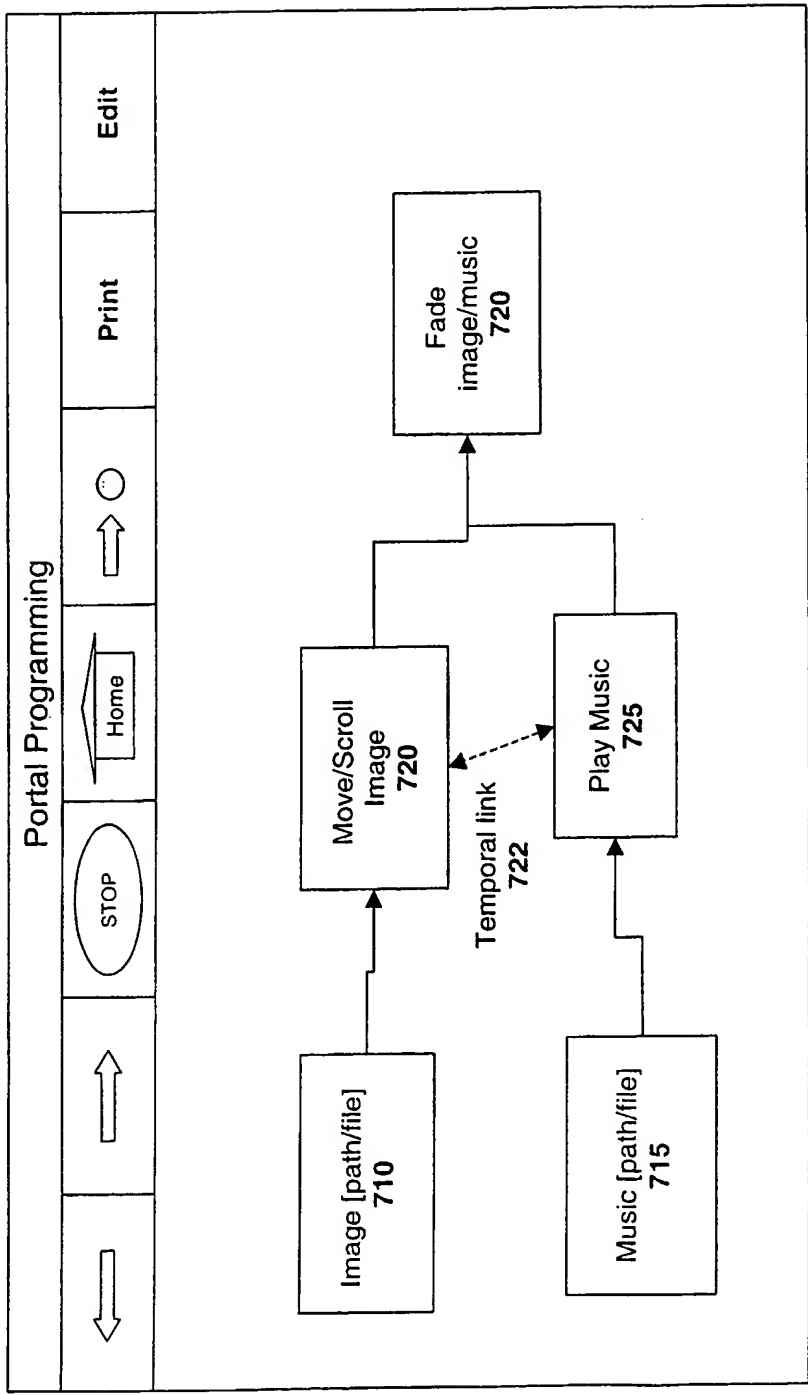 Portal Programming
STOP
Home
Print
Edit
Image [path/file]
710
Move/Scroll
Image
720
Temporal link
722
Music [path/file]
715
Play Music
725
Fade
image/music
720